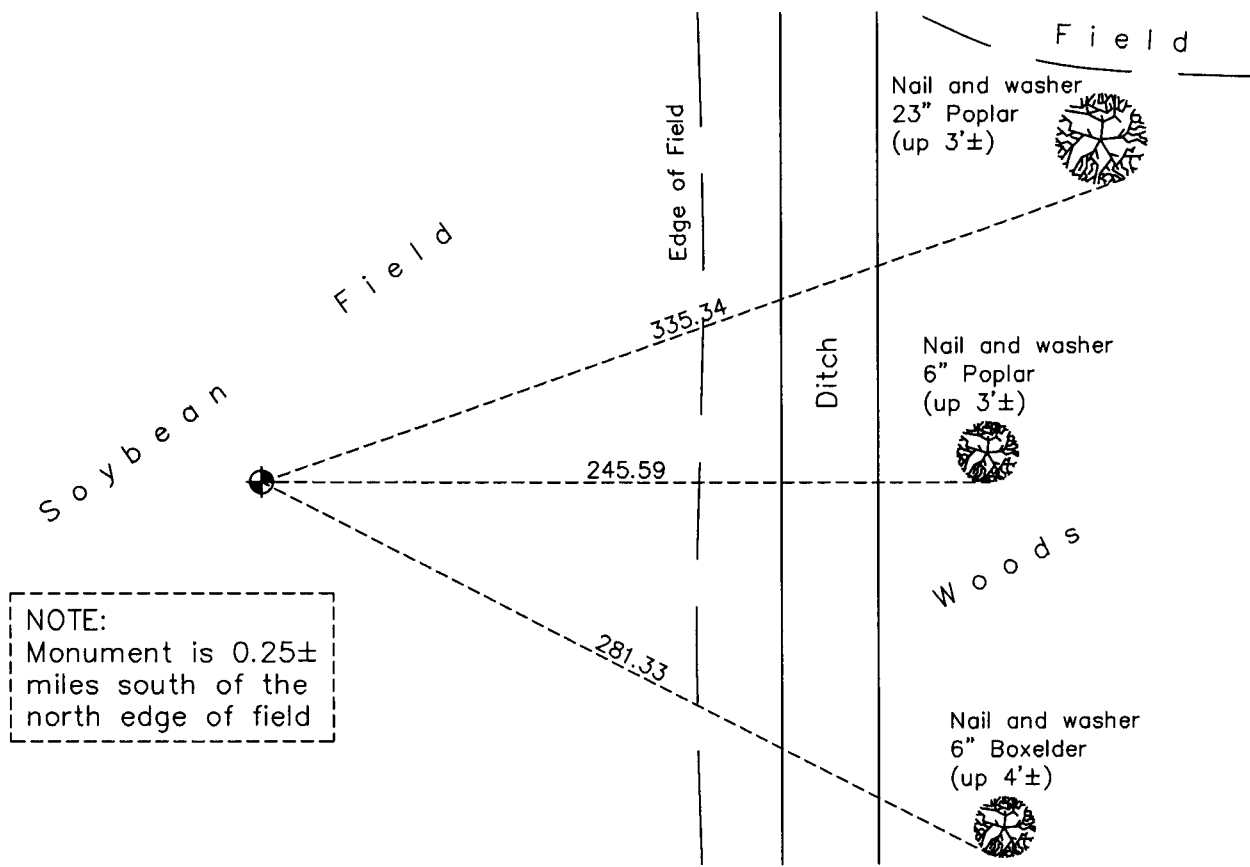 Field
Nail and washer
23" Poplar
(up 3'±)
Edge of Field
Soybean Field
335.34
Ditch
Nail and washer
6" Poplar
(up 3'±)
245.59
Woods
NOTE:
Monument is 0.25±
miles south of the
north edge of field
281.33
Nail and washer
6" Boxelder
(up 4'±)